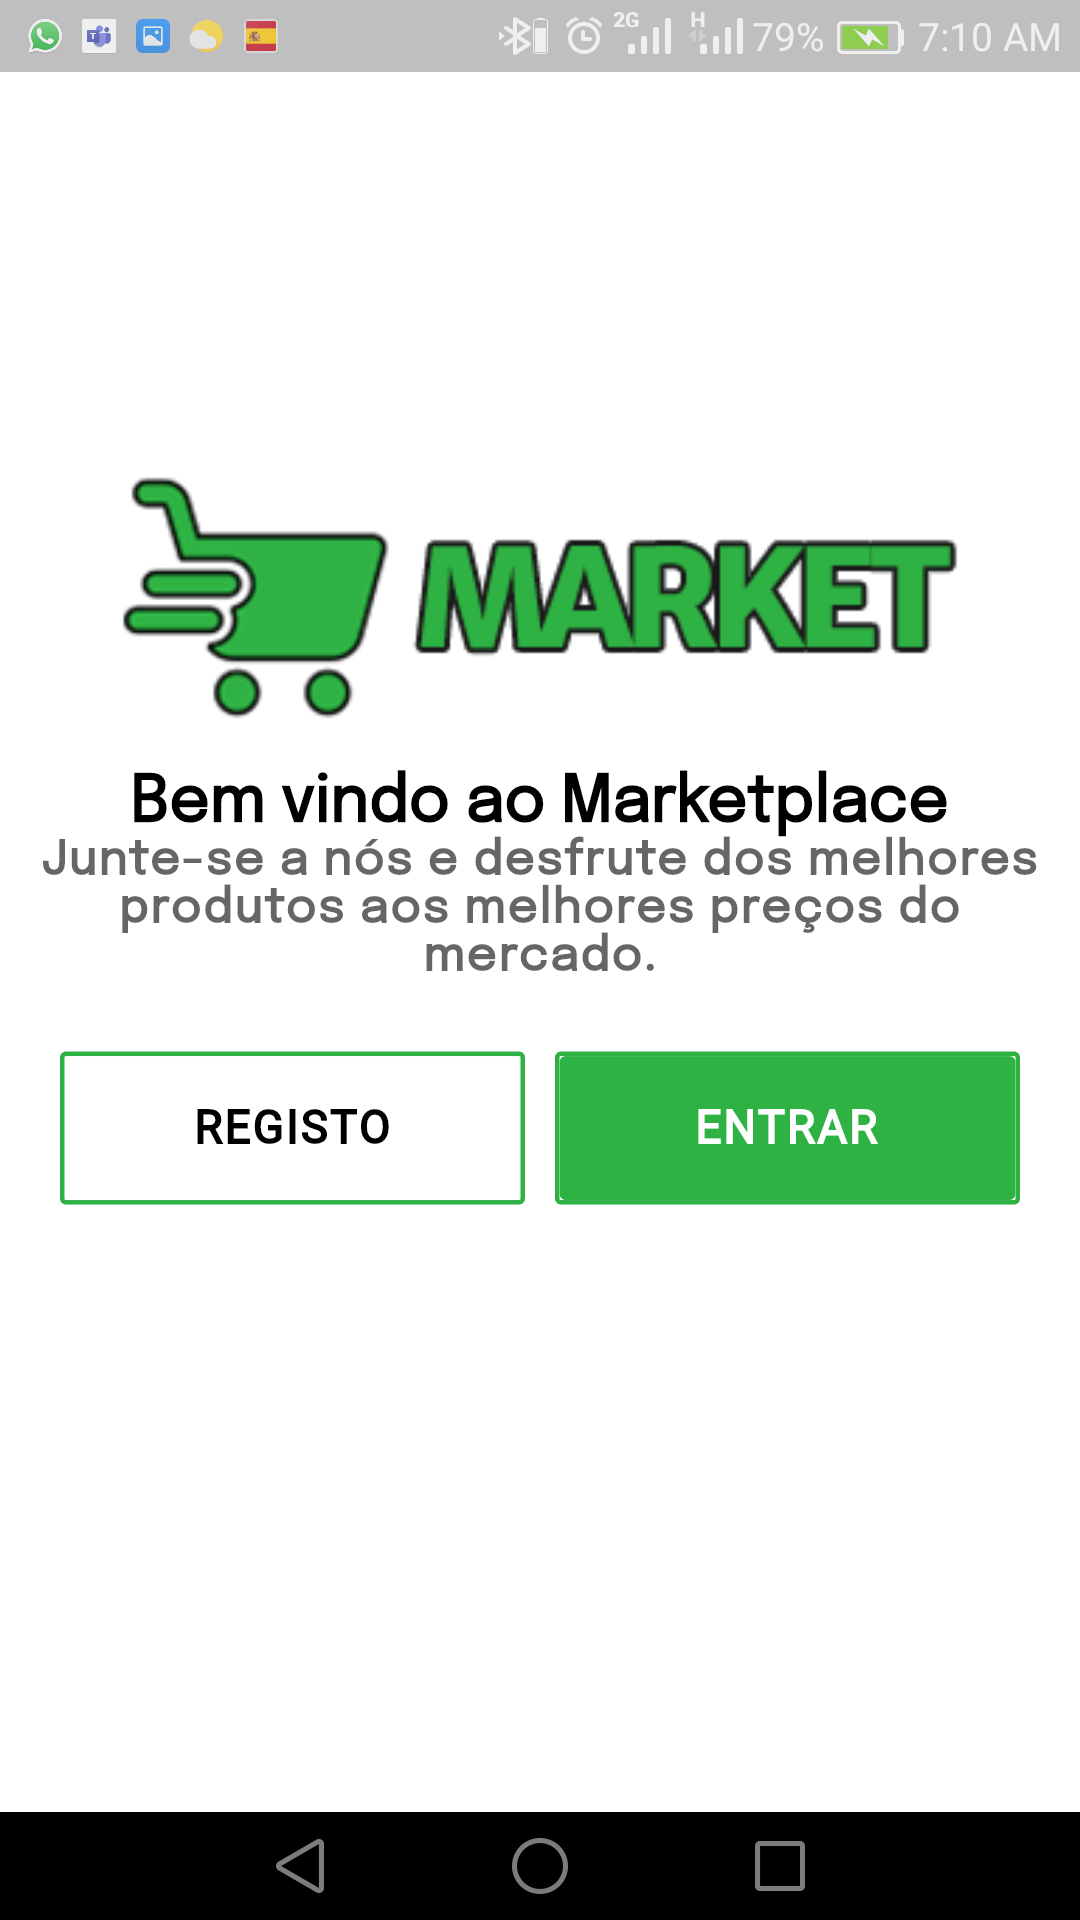 2G H 79% 7:10 AM
MARKET
Bem vindo ao Marketplace
Junte-se a nós e desfrute dos melhores
produtos aos melhores preços do
mercado.
REGISTO ENTRAR